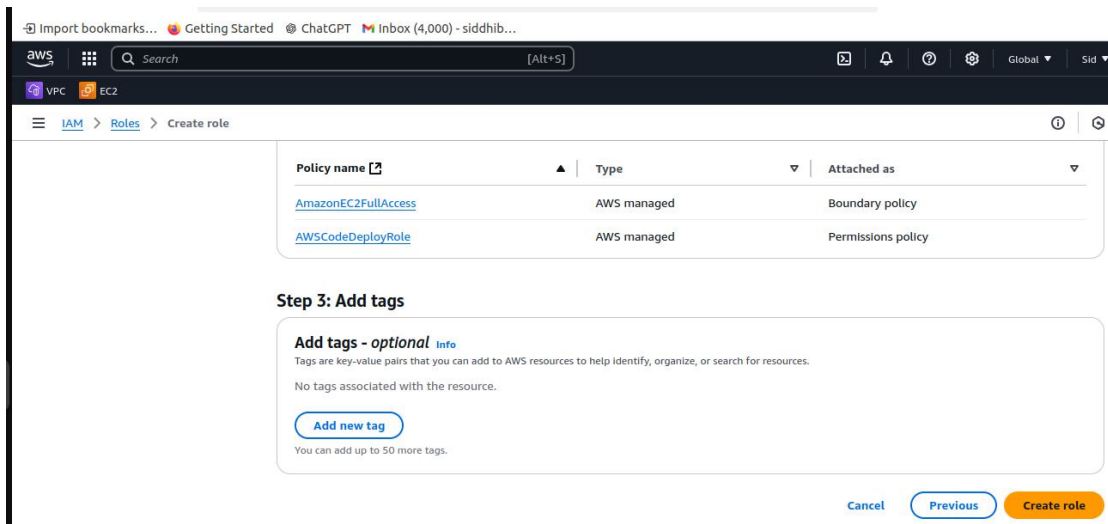 Import bookmarks... Getting Started ChatGPT Inbox (4,000) - siddhib...
aws Search [Alt+S] Global Sid
VPC EC2
IAM > Roles > Create role
Policy name Type Attached as
AmazonEC2FullAccess AWS managed Boundary policy
AWSCodeDeployRole AWS managed Permissions policy
Step 3: Add tags
Add tags - optional Info
Tags are key-value pairs that you can add to AWS resources to help identify, organize, or search for resources.
No tags associated with the resource.
Add new tag
You can add up to 50 more tags.
Cancel Previous Create role